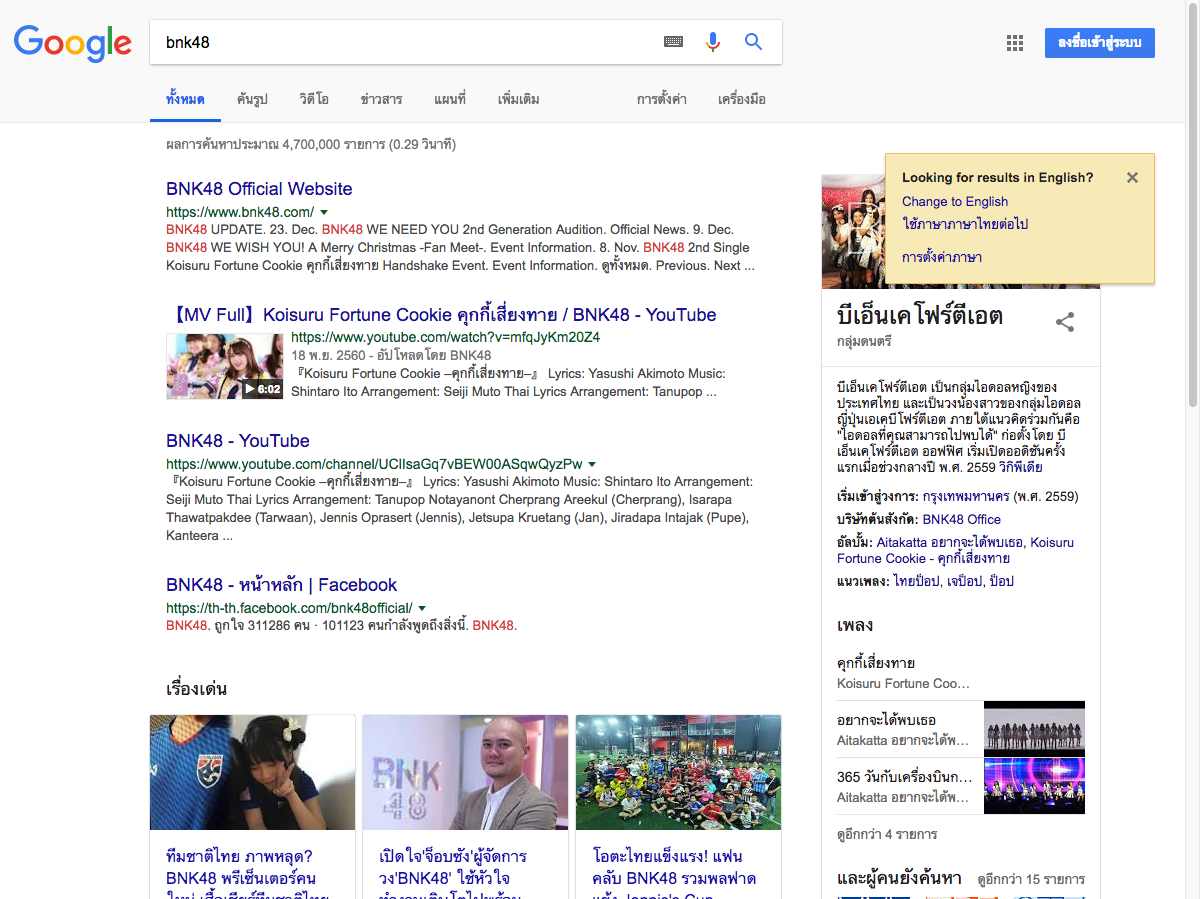 Google
bnk48
ลงชื่อเข้าสู่ระบบ
ทั้งหมด ค้นรูป วิดีโอ ข่าวสาร แผนที่ เพิ่มเติม การตั้งค่า เครื่องมือ
ผลการค้นหาประมาณ 4,700,000 รายการ (0.29 วินาที)
BNK48 Official Website
https://www.bnk48.com/
BNK48 UPDATE. 23. Dec. BNK48 WE NEED YOU 2nd Generation Audition. Official News. 9. Dec.
BNK48 WE WISH YOU! A Merry Christmas -Fan Meet-. Event Information. 8. Nov. BNK48 2nd Single
Koisuru Fortune Cookie คุกกี้เสี่ยงทาย Handshake Event. Event Information. ดูทั้งหมด. Previous. Next ...
【MV Full】Koisuru Fortune Cookie คุกกี้เสี่ยงทาย / BNK48 - YouTube
https://www.youtube.com/watch?v=mfqJyKm20Z4
18 พ.ย. 2560 - อัปโหลดโดย BNK48
『Koisuru Fortune Cookie –คุกกี้เสี่ยงทาย–』 Lyrics: Yasushi Akimoto Music:
Shintaro Ito Arrangement: Seiji Muto Thai Lyrics Arrangement: Tanupop ...
6:02
BNK48 - YouTube
https://www.youtube.com/channel/UClIsaGq7vBEW00ASqwQyzPw
『Koisuru Fortune Cookie –คุกกี้เสี่ยงทาย–』 Lyrics: Yasushi Akimoto Music: Shintaro Ito Arrangement:
Seiji Muto Thai Lyrics Arrangement: Tanupop Notayanont Cherprang Areekul (Cherprang), Isarapa
Thawatpakdee (Tarwaan), Jennis Oprasert (Jennis), Jetsupa Kruetang (Jan), Jiradapa Intajak (Pupe),
Kanteera ...
BNK48 - หน้าหลัก | Facebook
https://th-th.facebook.com/bnk48official/
BNK48. ถูกใจ 311286 คน · 101123 คนกำลังพูดถึงสิ่งนี้. BNK48.
เรื่องเด่น
BNK
48
ทีมชาติไทย ภาพหลุด?
BNK48 พรีเซ็นเตอร์คน
ใหม่ เสื้อเชียร์ทีมชาติไทย
เปิดใจ'จ็อบซัง'ผู้จัดการ
วง'BNK48' ใช้หัวใจ
ทำงานเติบโตไปพร้อม
โอตะไทยแข็งแรง! แฟน
คลับ BNK48 รวมพลฟาด
แข้ง Jennis's Cup
Looking for results in English?
Change to English
ใช้ภาษาภาษาไทยต่อไป
การตั้งค่าภาษา
บีเอ็นเคโฟร์ตีเอต
กลุ่มดนตรี
บีเอ็นเคโฟร์ตีเอต เป็นกลุ่มไอดอลหญิงของ
ประเทศไทย และเป็นวงน้องสาวของกลุ่มไอดอล
ญี่ปุ่นเอเคบีโฟร์ตีเอต ภายใต้แนวคิดร่วมกันคือ
"ไอดอลที่คุณสามารถไปพบได้" ก่อตั้งโดย บี
เอ็นเคโฟร์ตีเอต ออฟฟิศ เริ่มเปิดออดิชันครั้ง
แรกเมื่อช่วงกลางปี พ.ศ. 2559 วิกิพีเดีย
เริ่มเข้าสู่วงการ: กรุงเทพมหานคร (พ.ศ. 2559)
บริษัทต้นสังกัด: BNK48 Office
อัลบั้ม: Aitakatta อยากจะได้พบเธอ, Koisuru
Fortune Cookie - คุกกี้เสี่ยงทาย
แนวเพลง: ไทยป็อป, เจป็อป, ป็อป
เพลง
คุกกี้เสี่ยงทาย
Koisuru Fortune Coo...
อยากจะได้พบเธอ
Aitakatta อยากจะได้พ...
365 วันกับเครื่องบินก...
Aitakatta อยากจะได้พ...
ดูอีกกว่า 4 รายการ
และผู้คนยังค้นหา ดูอีกกว่า 15 รายการ